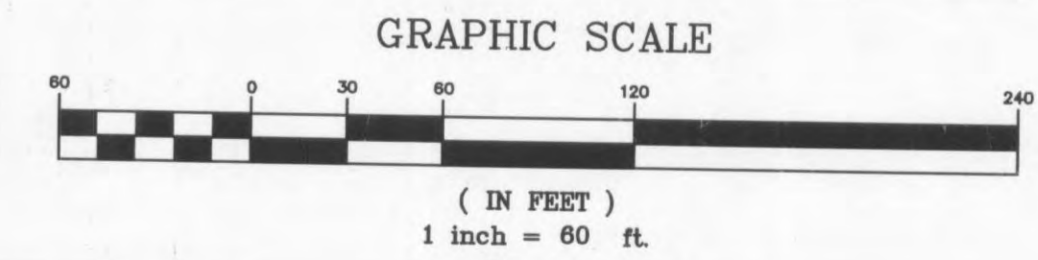 GRAPHIC SCALE
60 0 30 60 120 240
( IN FEET )
1 inch = 60 ft.